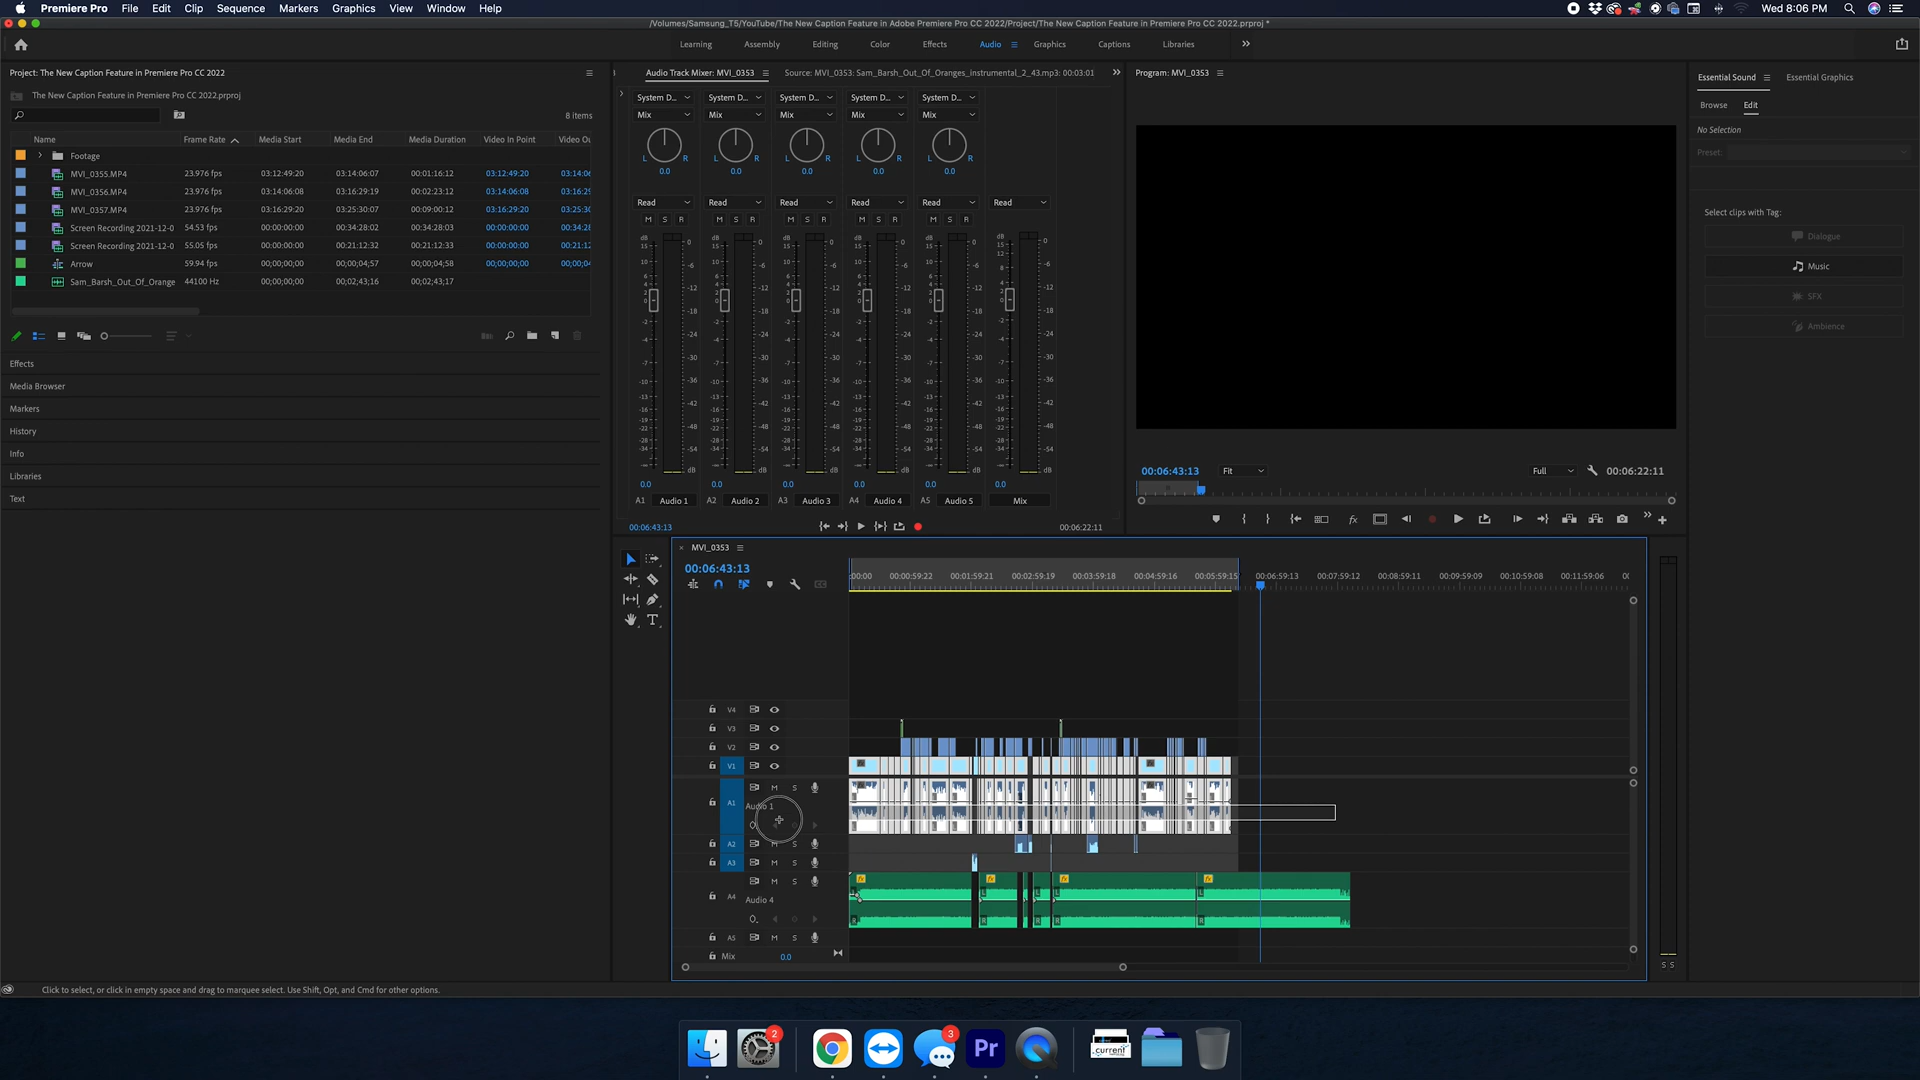 Premiere Pro File Edit Clip Sequence Markers Graphics View Window Help Wed 8:06 PM
/Volumes/Samsung_T5/YouTube/The New Caption Feature in Adobe Premiere Pro CC 2022/Project/The New Caption Feature in Premiere Pro CC 2022.prproj *
Learning Assembly Editing Color Effects Audio Graphics Captions Libraries
Project: The New Caption Feature in Premiere Pro CC 2022
The New Caption Feature in Premiere Pro CC 2022.prproj
8 items
Name Frame Rate Media Start Media End Media Duration Video In Point Video Ou
Footage
MVI_0355.MP4 23.976 fps 03:12:49:20 03:14:06:07 00:01:16:12 03:12:49:20 03:14:06
MVI_0356.MP4 23.976 fps 03:14:06:08 03:16:29:19 00:02:23:12 03:14:06:08 03:16:29
MVI_0357.MP4 23.976 fps 03:16:29:20 03:25:30:07 00:09:00:12 03:16:29:20 03:25:30
Screen Recording 2021-12-0 54.53 fps 00:00:00:00 00:34:28:02 00:34:28:03 00:00:00:00 00:34:28
Screen Recording 2021-12-0 55.05 fps 00:00:00:00 00:21:12:32 00:21:12:33 00:00:00:00 00:21:12
Arrow 59.94 fps 00;00;00;00 00;00;04;57 00;00;04;58 00;00;00;00 00;00;04
Sam_Barsh_Out_Of_Orange 44100 Hz 00;00;00;00 00;02;43;16 00;02;43;17
Effects
Media Browser
Markers
History
Info
Libraries
Text
Audio Track Mixer: MVI_0353 Source: MVI_0353: Sam_Barsh_Out_Of_Oranges_instrumental_2_43.mp3: 00:03:01
System D... System D... System D... System D... System D...
Mix Mix Mix Mix Mix
L R L R L R L R L R
0.0 0.0 0.0 0.0 0.0
Read Read Read Read Read Read
M S R M S R M S R M S R M S R
0.0 0.0 0.0 0.0 0.0 0.0
A1 Audio 1 A2 Audio 2 A3 Audio 3 A4 Audio 4 A5 Audio 5 Mix
00:06:43:13 00:06:22:11
Program: MVI_0353
00:06:43:13 Fit Full 00:06:22:11
Essential Sound Essential Graphics
Browse Edit
No Selection
Preset:
Select clips with Tag:
Dialogue
Music
SFX
Ambience
MVI_0353
00:06:43:13
:00:00 00:00:59:22 00:01:59:21 00:02:59:19 00:03:59:18 00:04:59:16 00:05:59:15 00:06:59:13 00:07:59:12 00:08:59:11 00:09:59:09 00:10:59:08 00:11:59:06
V4
V3
V2
V1
A1 M S
Audio 1
A2 M S
A3 M S
A4 M S
Audio 4
A5 M S
Mix 0.0
S S
Click to select, or click in empty space and drag to marquee select. Use Shift, Opt, and Cmd for other options.
2 3 Pr current